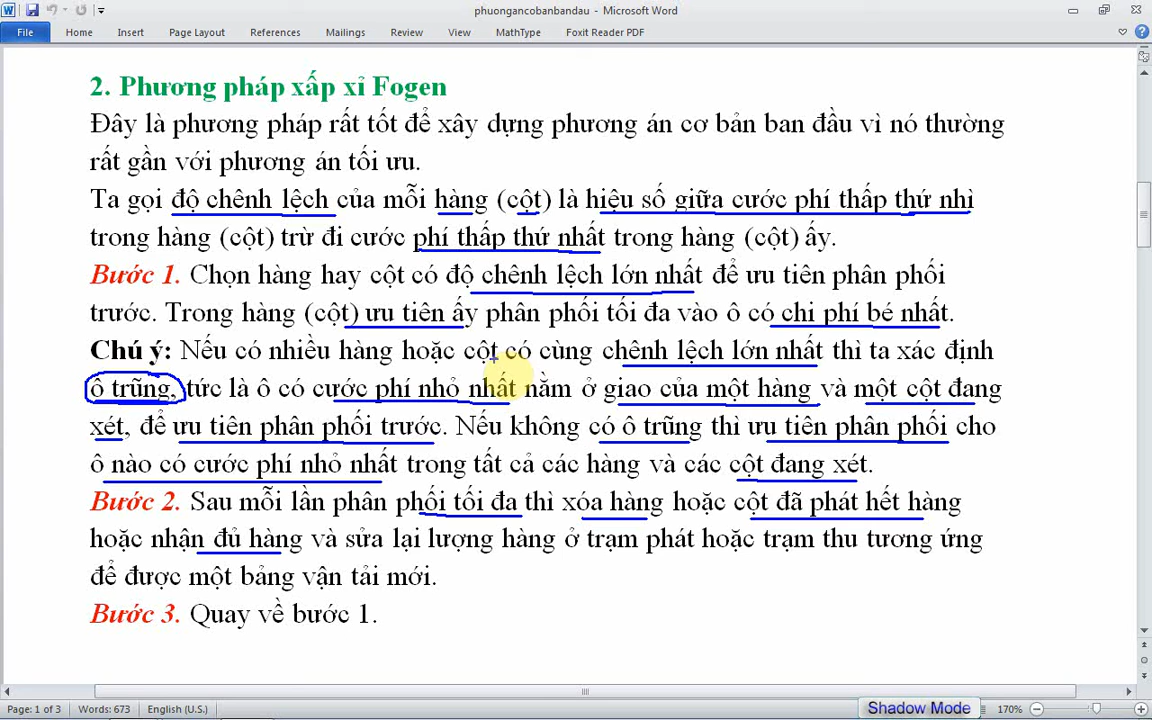 phuongancobanbandau - Microsoft Word
File Home Insert Page Layout References Mailings Review View MathType Foxit Reader PDF
2. Phương pháp xấp xỉ Fogen
Đây là phương pháp rất tốt để xây dựng phương án cơ bản ban đầu vì nó thường
rất gần với phương án tối ưu.
Ta gọi độ chênh lệch của mỗi hàng (cột) là hiệu số giữa cước phí thấp thứ nhì
trong hàng (cột) trừ đi cước phí thấp thứ nhất trong hàng (cột) ấy.
Bước 1. Chọn hàng hay cột có độ chênh lệch lớn nhất để ưu tiên phân phối
trước. Trong hàng (cột) ưu tiên ấy phân phối tối đa vào ô có chi phí bé nhất.
Chú ý: Nếu có nhiều hàng hoặc cột có cùng chênh lệch lớn nhất thì ta xác định
ô trũng, tức là ô có cước phí nhỏ nhất nằm ở giao của một hàng và một cột đang
xét, để ưu tiên phân phối trước. Nếu không có ô trũng thì ưu tiên phân phối cho
ô nào có cước phí nhỏ nhất trong tất cả các hàng và các cột đang xét.
Bước 2. Sau mỗi lần phân phối tối đa thì xóa hàng hoặc cột đã phát hết hàng
hoặc nhận đủ hàng và sửa lại lượng hàng ở trạm phát hoặc trạm thu tương ứng
để được một bảng vận tải mới.
Bước 3. Quay về bước 1.
Page: 1 of 3 Words: 673 English (U.S.) Shadow Mode 170%